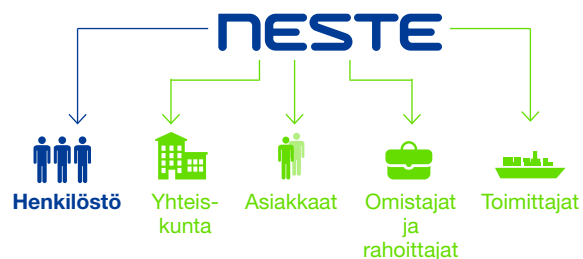 NESTE
Henkilöstö
Yhteis-
kunta
Asiakkaat
Omistajat
ja
rahoittajat
Toimittajat